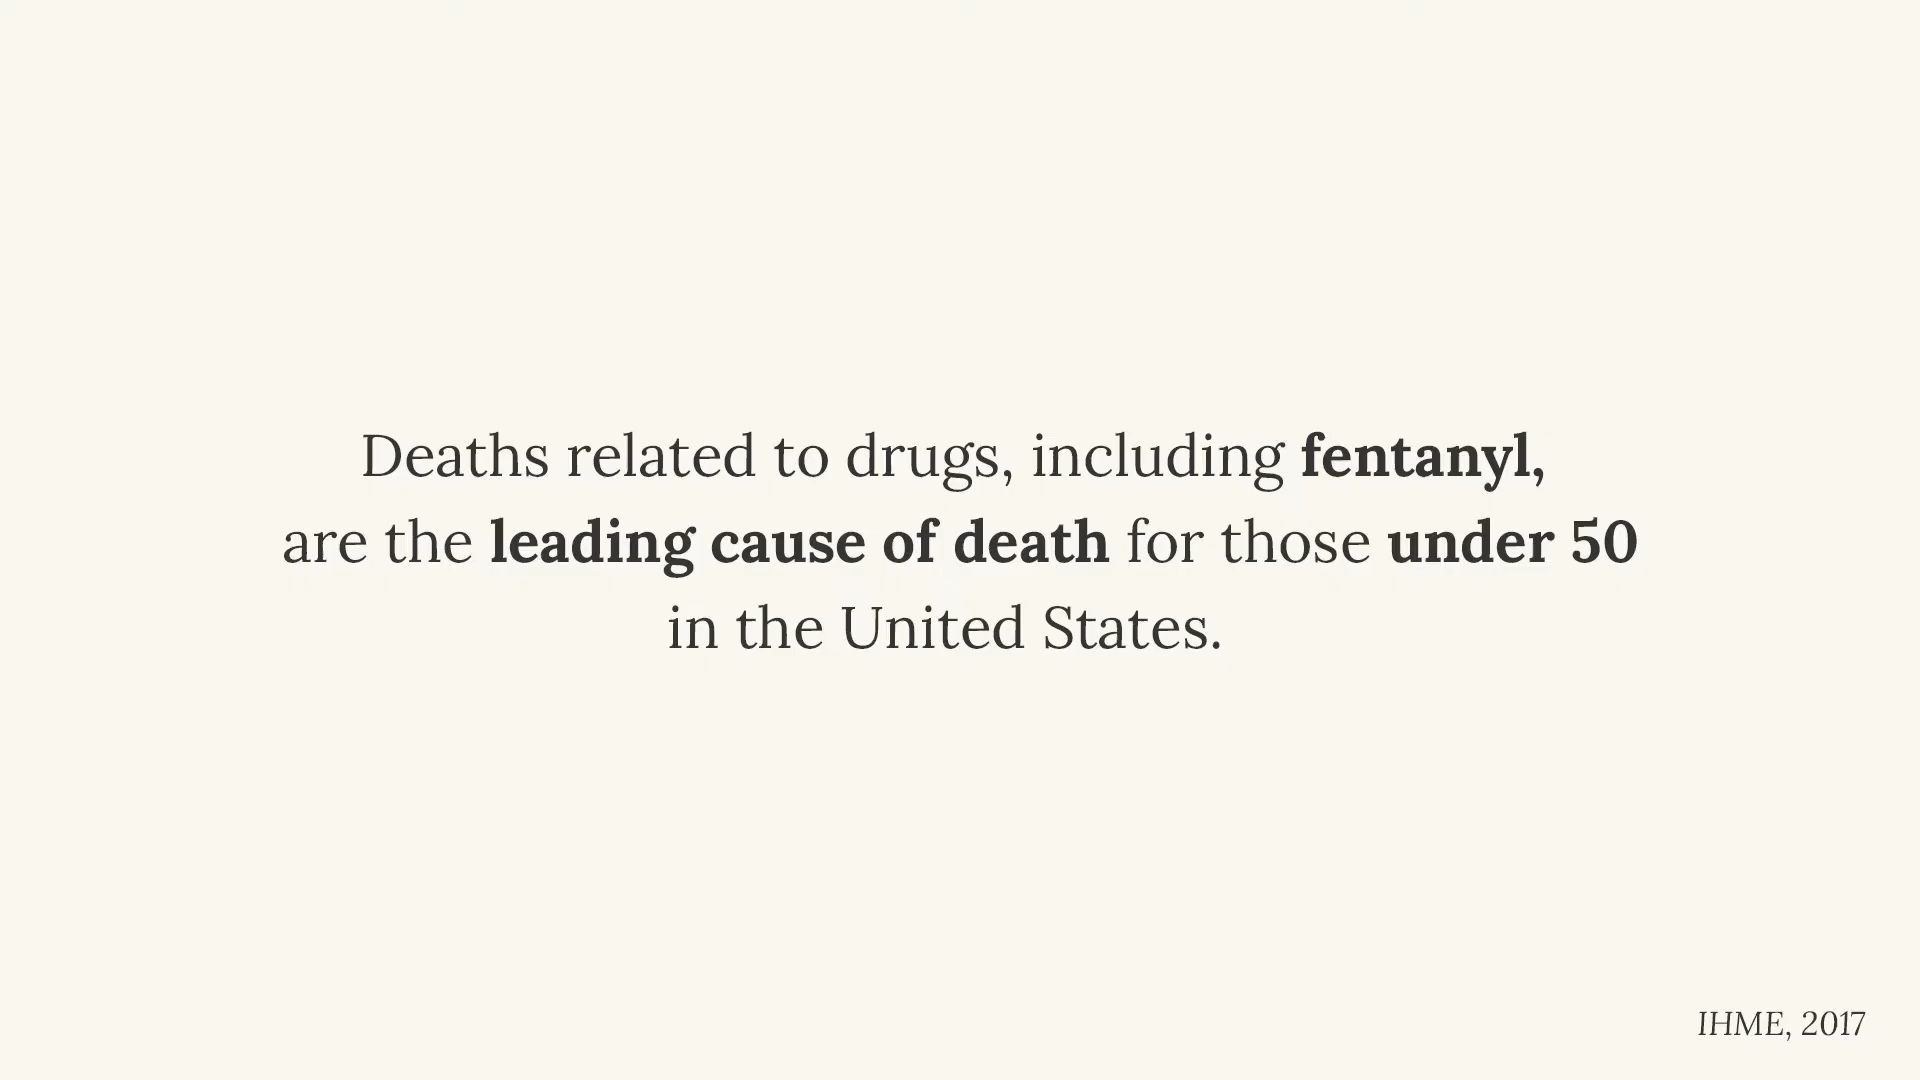 Deaths related to drugs, including fentanyl,
are the leading cause of death for those under 50
in the United States.
IHME, 2017